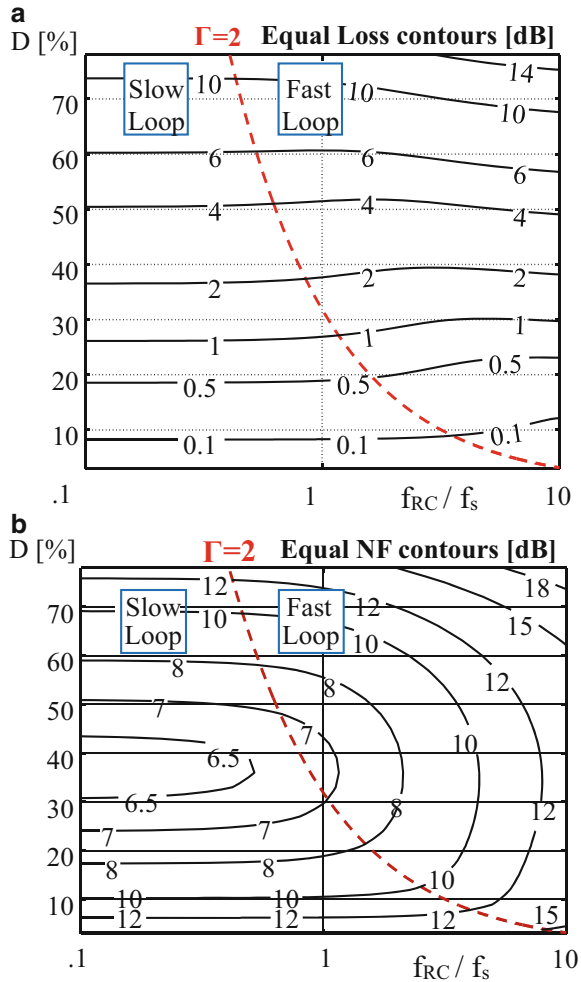 a
D [%] Γ=2 Equal Loss contours [dB]
14
70 10 10 10
Slow Loop Fast Loop
60 6 6 6
50 4 4 4
40
2 2 2
30
1 1 1
20 0.5 0.5 0.5
10 0.1 0.1 0.1
.1 1 fRC / fs 10
b
D [%] Γ=2 Equal NF contours [dB]
12 12 18
70 10 10 15
Slow Loop Fast Loop
60 8 8 12
50 7 7 10
40 6.5
30 6.5 8 12
7 7
20 8 8
10 10 10 10
12 12 12 15
.1 1 fRC / fs 10